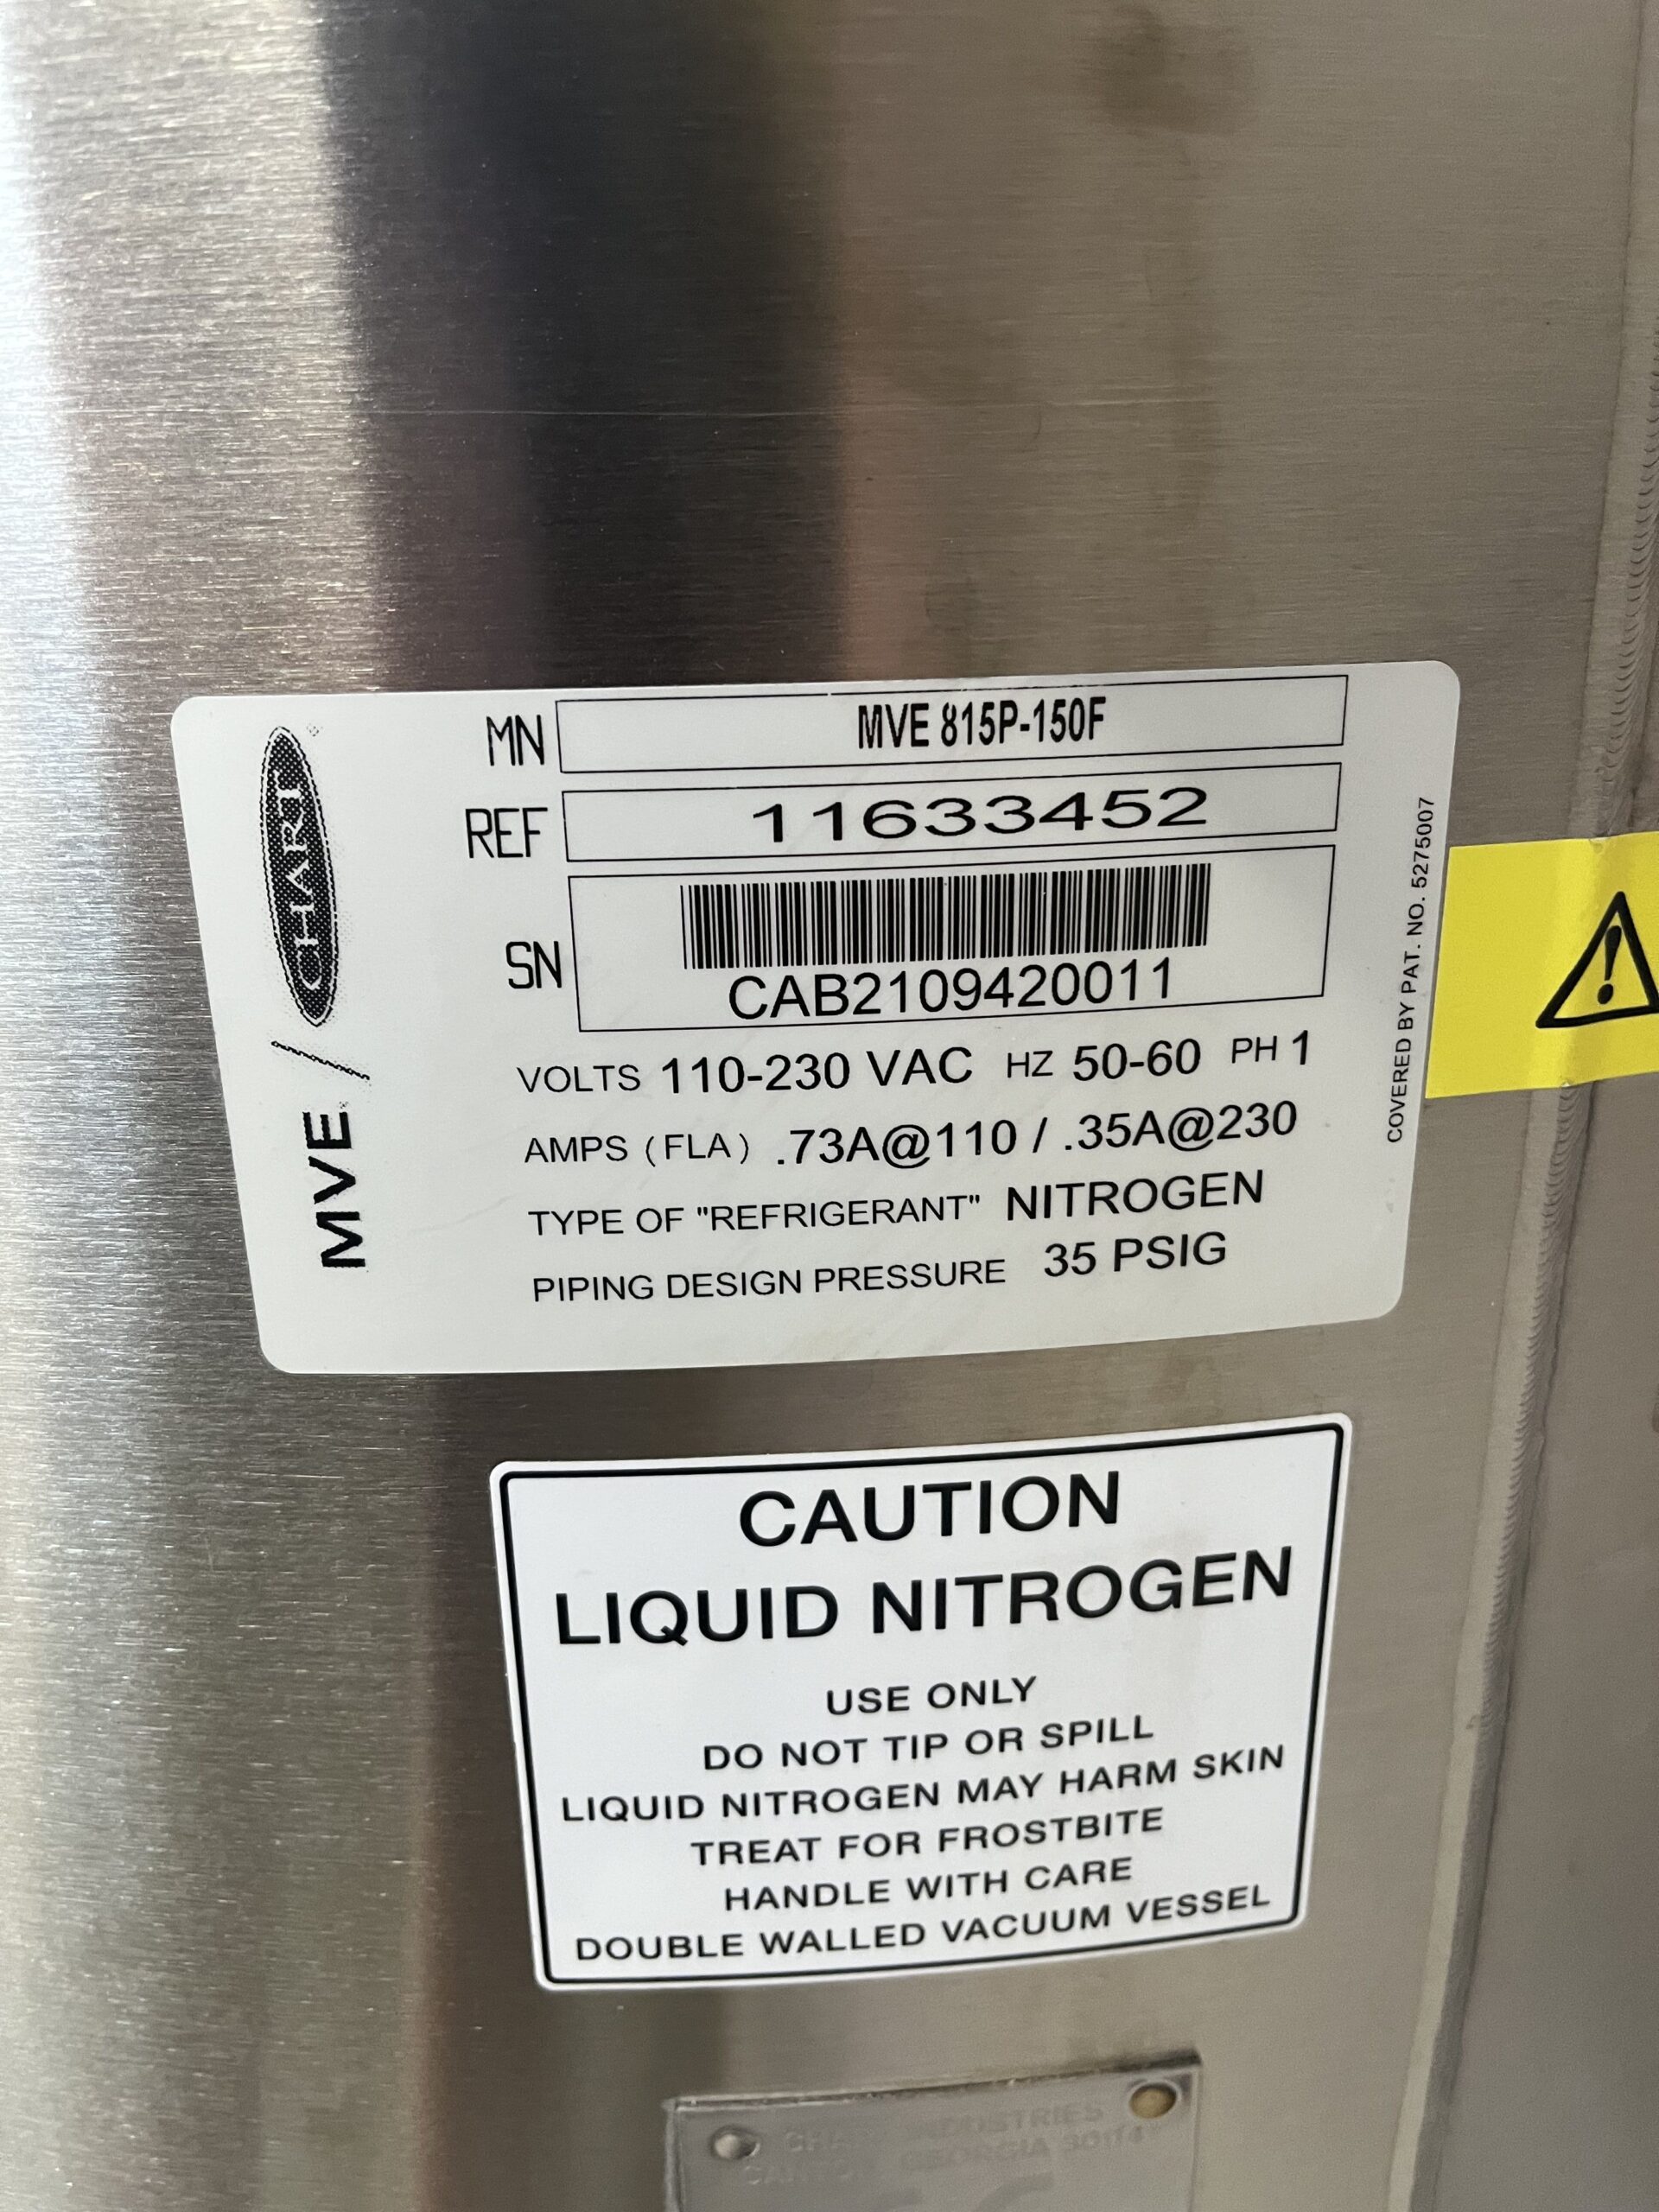 MVE / CHART
MN MVE 815P-150F
REF 11633452
SN CAB2109420011
VOLTS 110-230 VAC HZ 50-60 PH 1
AMPS (FLA) .73A@110 / .35A@230
TYPE OF "REFRIGERANT" NITROGEN
PIPING DESIGN PRESSURE 35 PSIG
COVERED BY PAT. NO. 5275007
CAUTION
LIQUID NITROGEN
USE ONLY
DO NOT TIP OR SPILL
LIQUID NITROGEN MAY HARM SKIN
TREAT FOR FROSTBITE
HANDLE WITH CARE
DOUBLE WALLED VACUUM VESSEL
INDUSTRIES
GEORGIA 30114